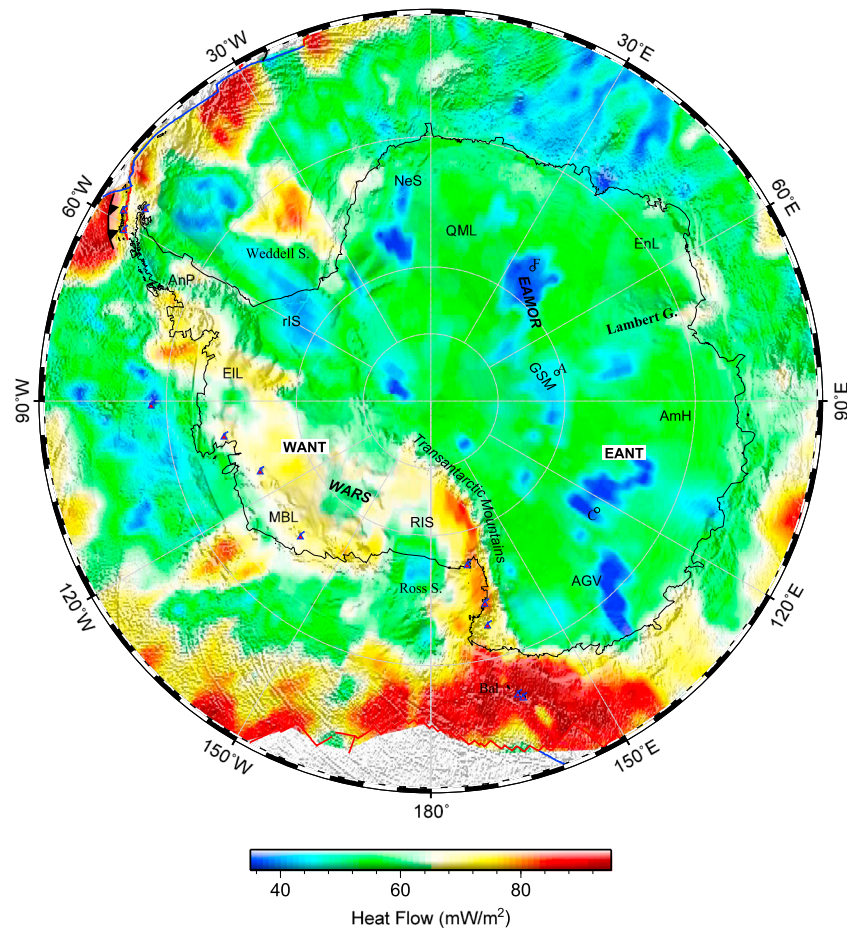 30˚W
30˚E
60˚W
60˚E
NeS
QML
EnL
Weddell S.
F
AnP
EAMOR
rIS
Lambert G.
GSM
A
EIL
90˚W
90˚E
AmH
WANT
Transantarctic Mountains
EANT
WARS
MBL
RIS
C
Ross S.
AGV
120˚W
120˚E
Bal
150˚W
150˚E
180˚
40
60
80
Heat Flow (mW/m²)